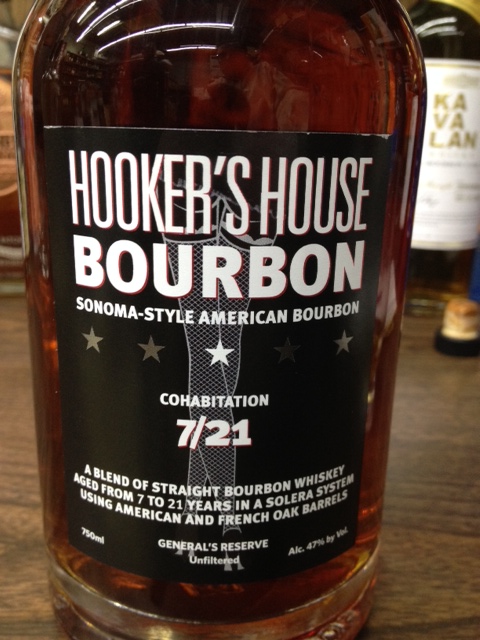 HOOKER'S HOUSE
BOURBON
SONOMA-STYLE AMERICAN BOURBON
COHABITATION
7/21
A BLEND OF STRAIGHT BOURBON WHISKEY
AGED FROM 7 TO 21 YEARS IN A SOLERA SYSTEM
USING AMERICAN AND FRENCH OAK BARRELS
750ml
GENERAL'S RESERVE
Unfiltered
Alc. 47% by Vol.
KA
VA
LAN